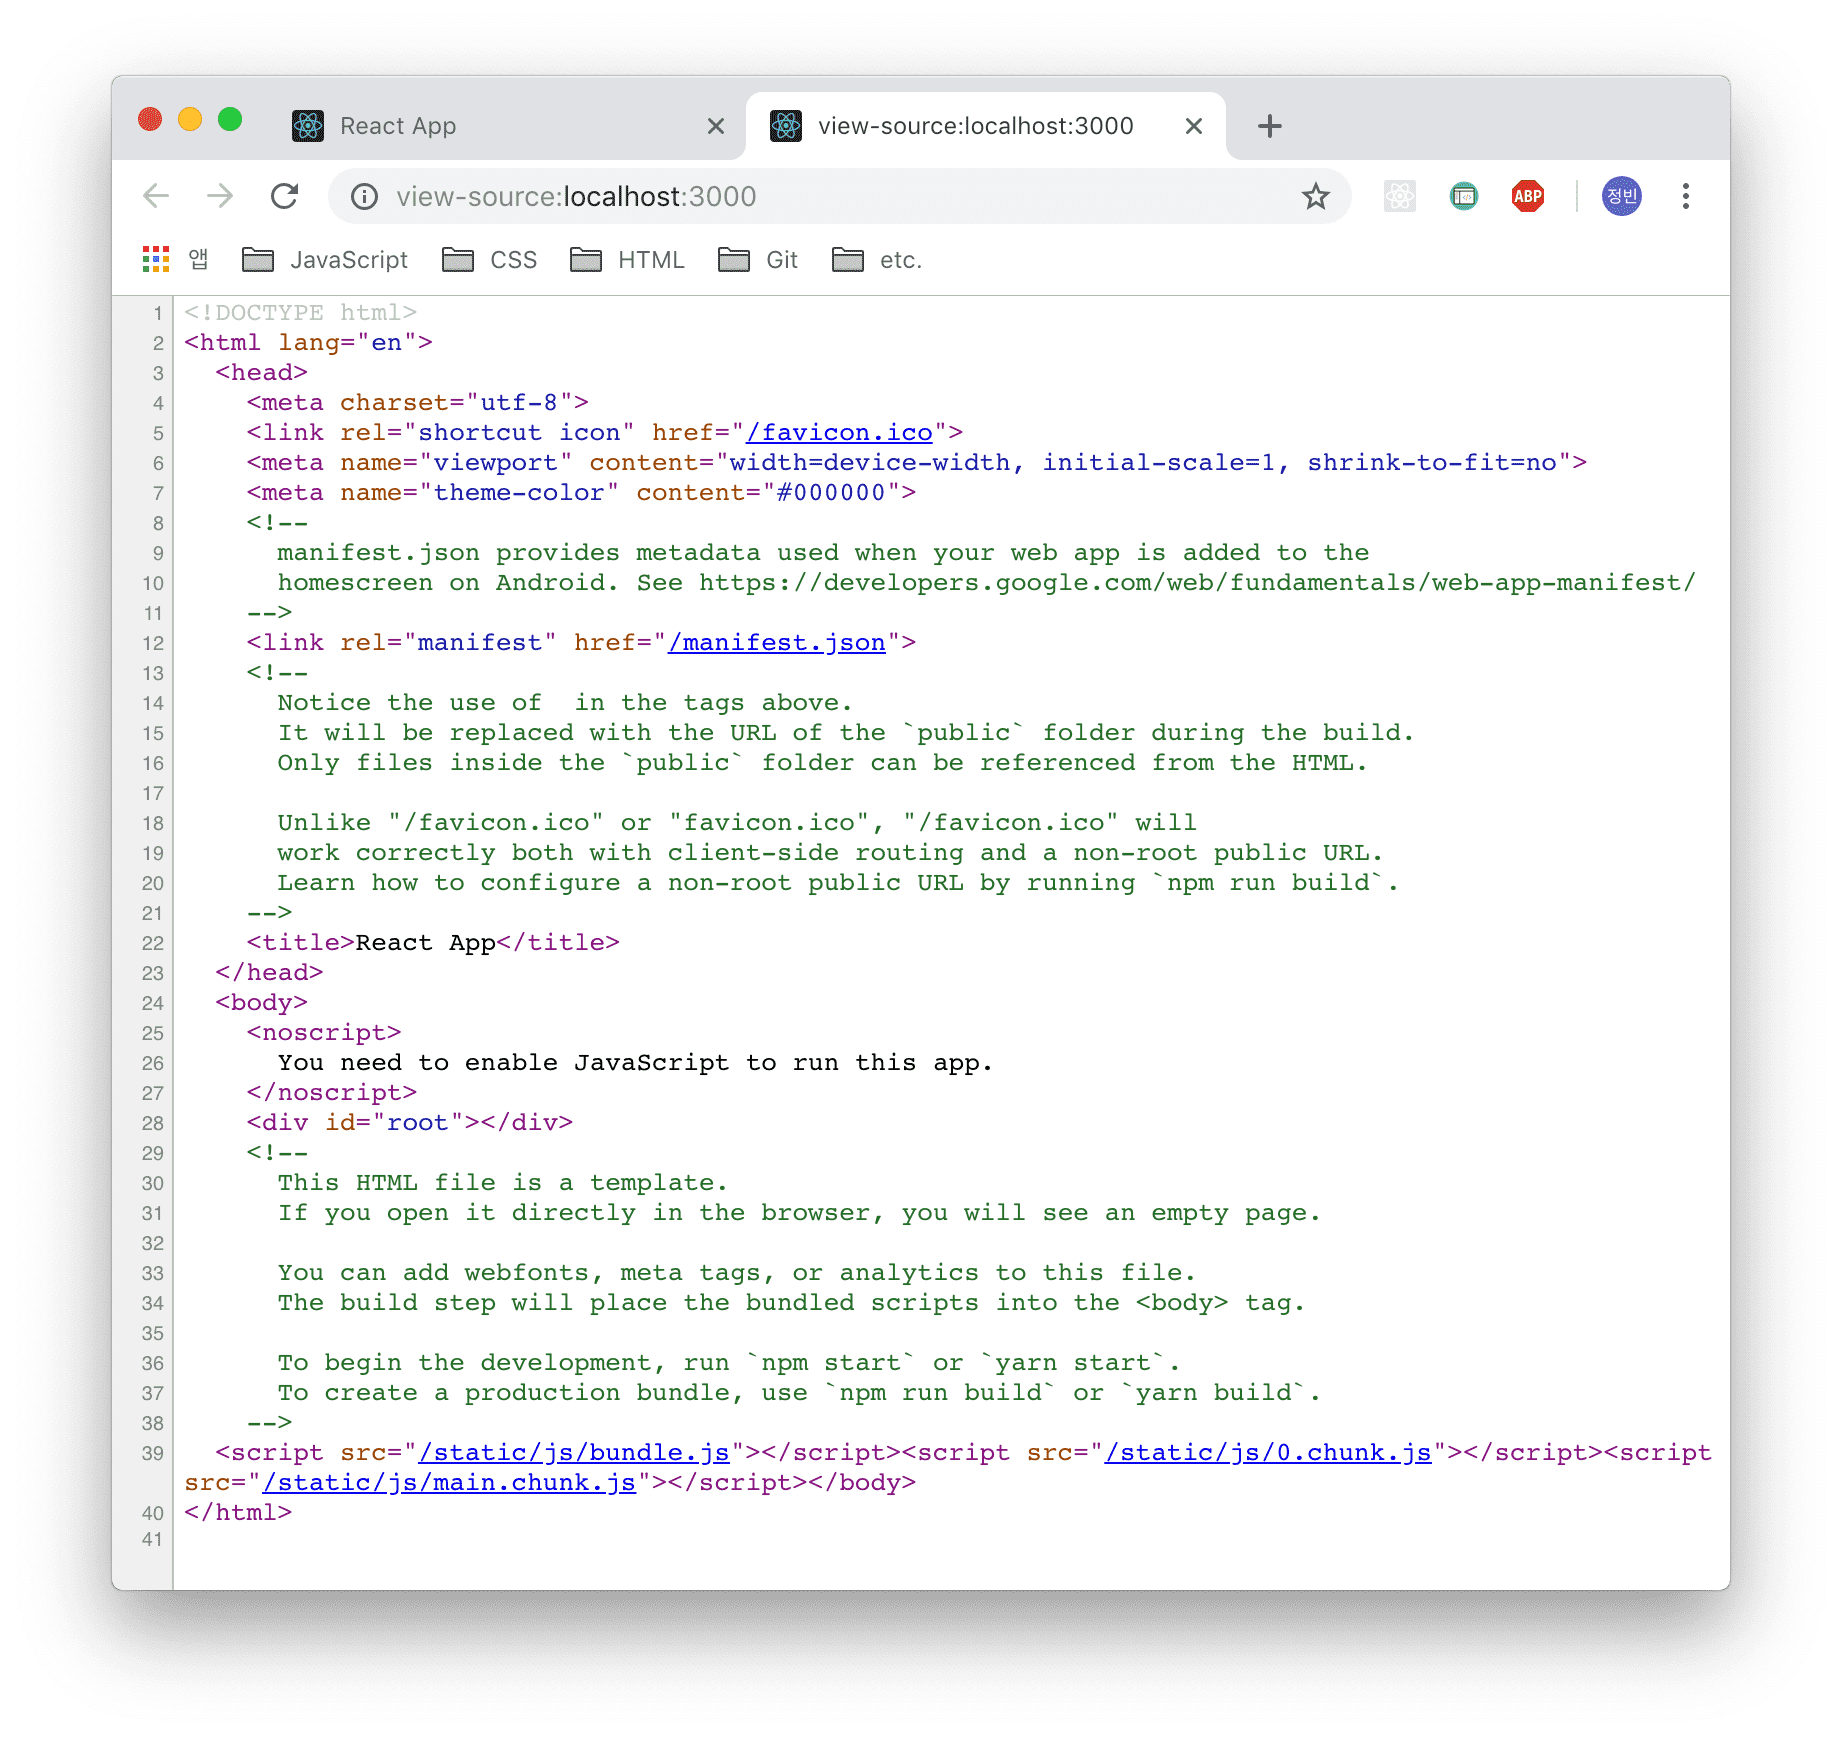 React App
view-source:localhost:3000
view-source:localhost:3000
ABP
정빈
앱 JavaScript CSS HTML Git etc.
1 <!DOCTYPE html>
2 <html lang="en">
3   <head>
4     <meta charset="utf-8">
5     <link rel="shortcut icon" href="/favicon.ico">
6     <meta name="viewport" content="width=device-width, initial-scale=1, shrink-to-fit=no">
7     <meta name="theme-color" content="#000000">
8     <!--
9       manifest.json provides metadata used when your web app is added to the
10       homescreen on Android. See https://developers.google.com/web/fundamentals/web-app-manifest/
11     -->
12     <link rel="manifest" href="/manifest.json">
13     <!--
14       Notice the use of  in the tags above.
15       It will be replaced with the URL of the `public` folder during the build.
16       Only files inside the `public` folder can be referenced from the HTML.
17
18       Unlike "/favicon.ico" or "favicon.ico", "/favicon.ico" will
19       work correctly both with client-side routing and a non-root public URL.
20       Learn how to configure a non-root public URL by running `npm run build`.
21     -->
22     <title>React App</title>
23   </head>
24   <body>
25     <noscript>
26       You need to enable JavaScript to run this app.
27     </noscript>
28     <div id="root"></div>
29     <!--
30       This HTML file is a template.
31       If you open it directly in the browser, you will see an empty page.
32
33       You can add webfonts, meta tags, or analytics to this file.
34       The build step will place the bundled scripts into the <body> tag.
35
36       To begin the development, run `npm start` or `yarn start`.
37       To create a production bundle, use `npm run build` or `yarn build`.
38     -->
39   <script src="/static/js/bundle.js"></script><script src="/static/js/0.chunk.js"></script><script
src="/static/js/main.chunk.js"></script></body>
40 </html>
41